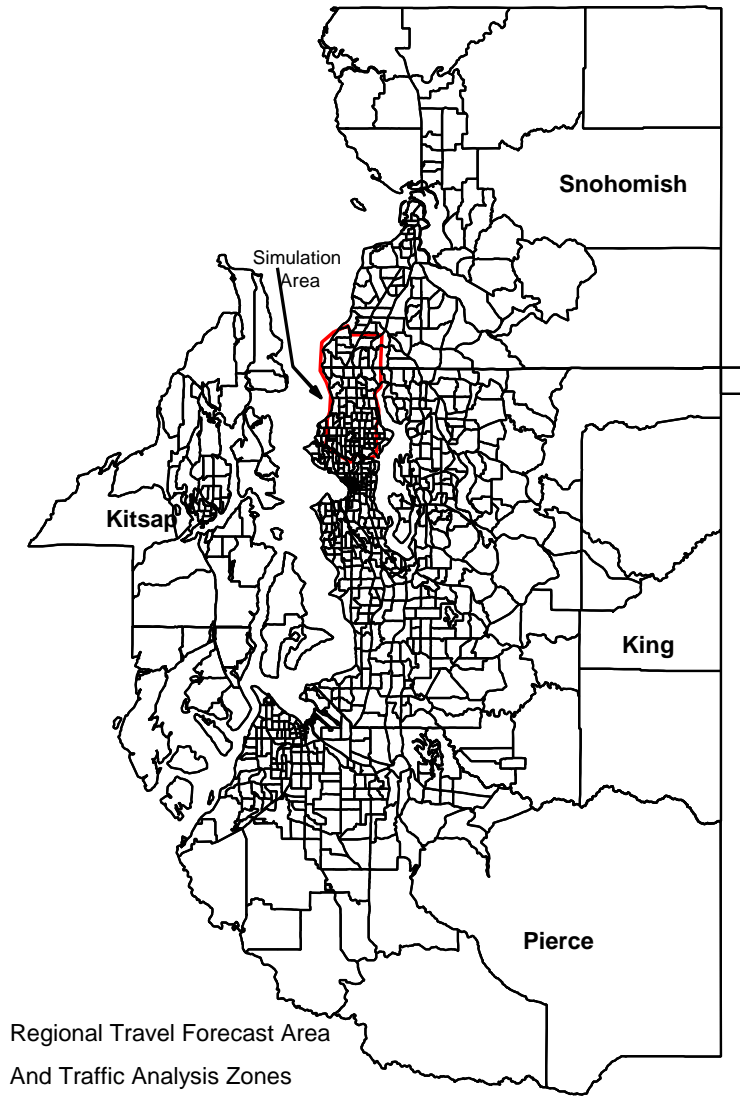 Snohomish
Simulation
Area
Kitsap
King
Pierce
Regional Travel Forecast Area
And Traffic Analysis Zones